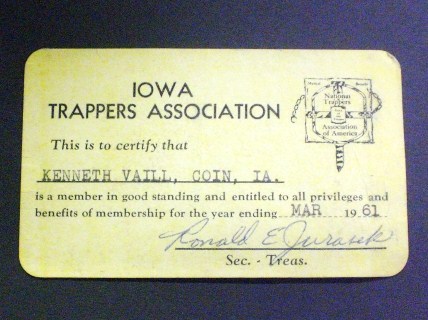 IOWA
TRAPPERS ASSOCIATION
National
Trappers
Association
of America
This is to certify that
KENNETH VAILL, COIN, IA.
is a member in good standing and entitled to all privileges and
benefits of membership for the year ending MAR 1961
Ronald E. Jurasek
Sec. - Treas.